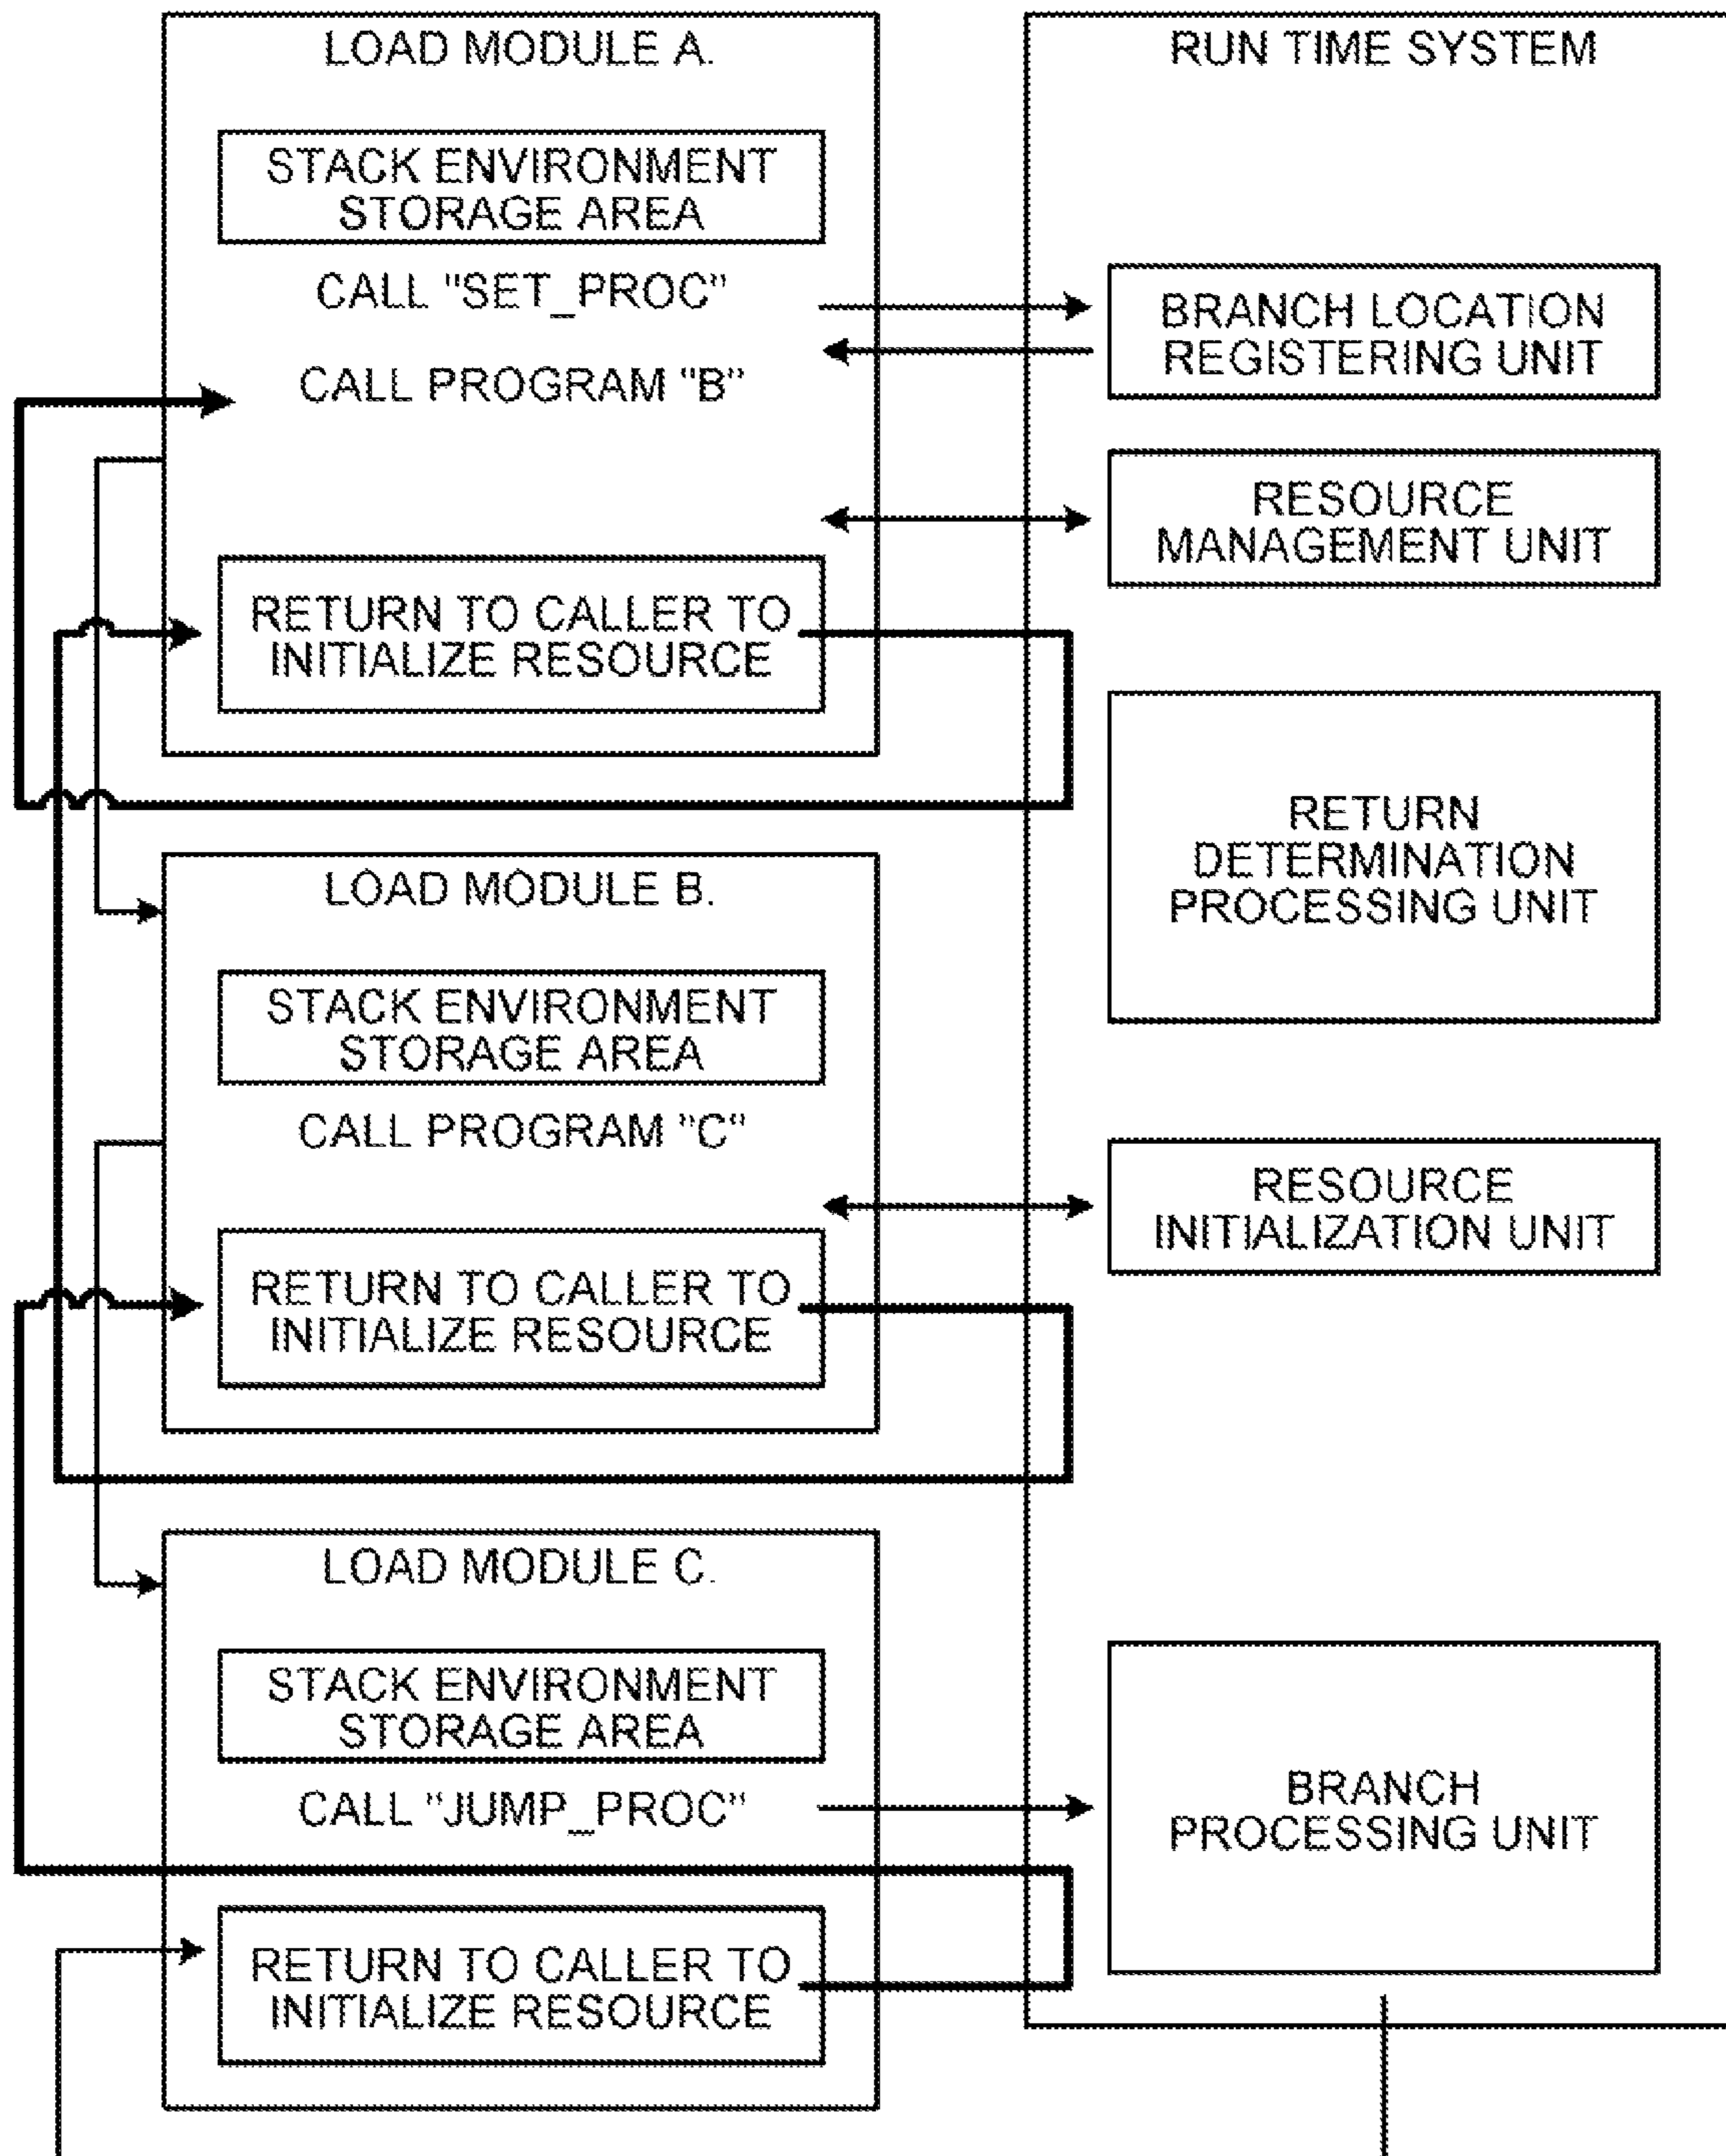 LOAD MODULE A.
STACK ENVIRONMENT
STORAGE AREA
CALL "SET_PROC"
CALL PROGRAM "B"
RETURN TO CALLER TO
INITIALIZE RESOURCE
LOAD MODULE B.
STACK ENVIRONMENT
STORAGE AREA
CALL PROGRAM "C"
RETURN TO CALLER TO
INITIALIZE RESOURCE
LOAD MODULE C.
STACK ENVIRONMENT
STORAGE AREA
CALL "JUMP_PROC"
RETURN TO CALLER TO
INITIALIZE RESOURCE
RUN TIME SYSTEM
BRANCH LOCATION
REGISTERING UNIT
RESOURCE
MANAGEMENT UNIT
RETURN
DETERMINATION
PROCESSING UNIT
RESOURCE
INITIALIZATION UNIT
BRANCH
PROCESSING UNIT